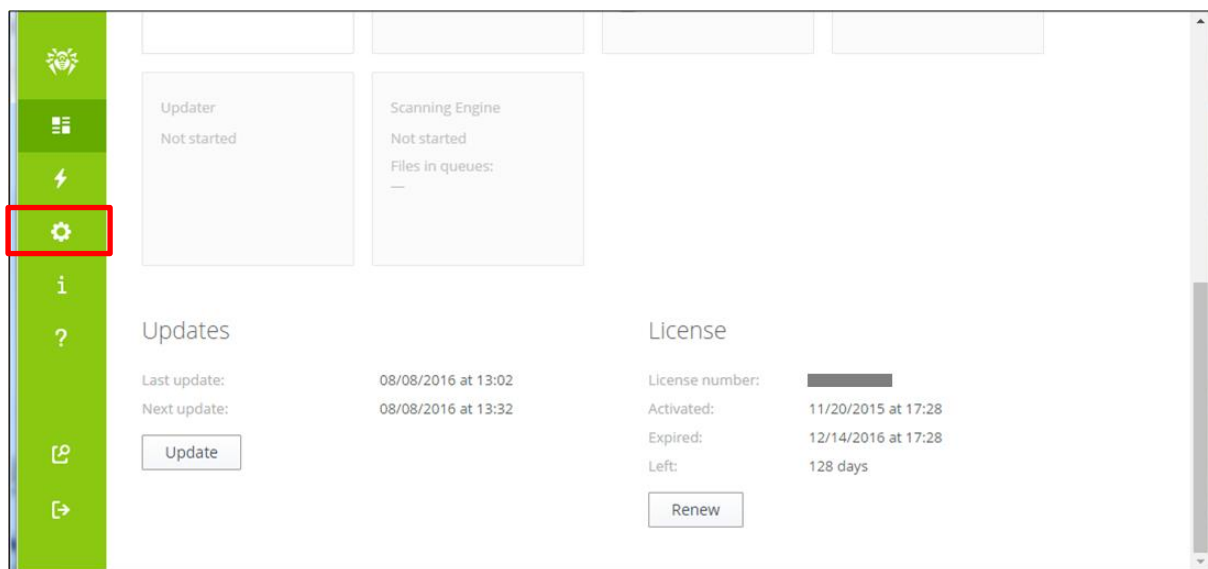 Updater
Not started
Scanning Engine
Not started
Files in queues:
—
i
?
Updates
Last update: 08/08/2016 at 13:02
Next update: 08/08/2016 at 13:32
Update
License
License number:
Activated: 11/20/2015 at 17:28
Expired: 12/14/2016 at 17:28
Left: 128 days
Renew